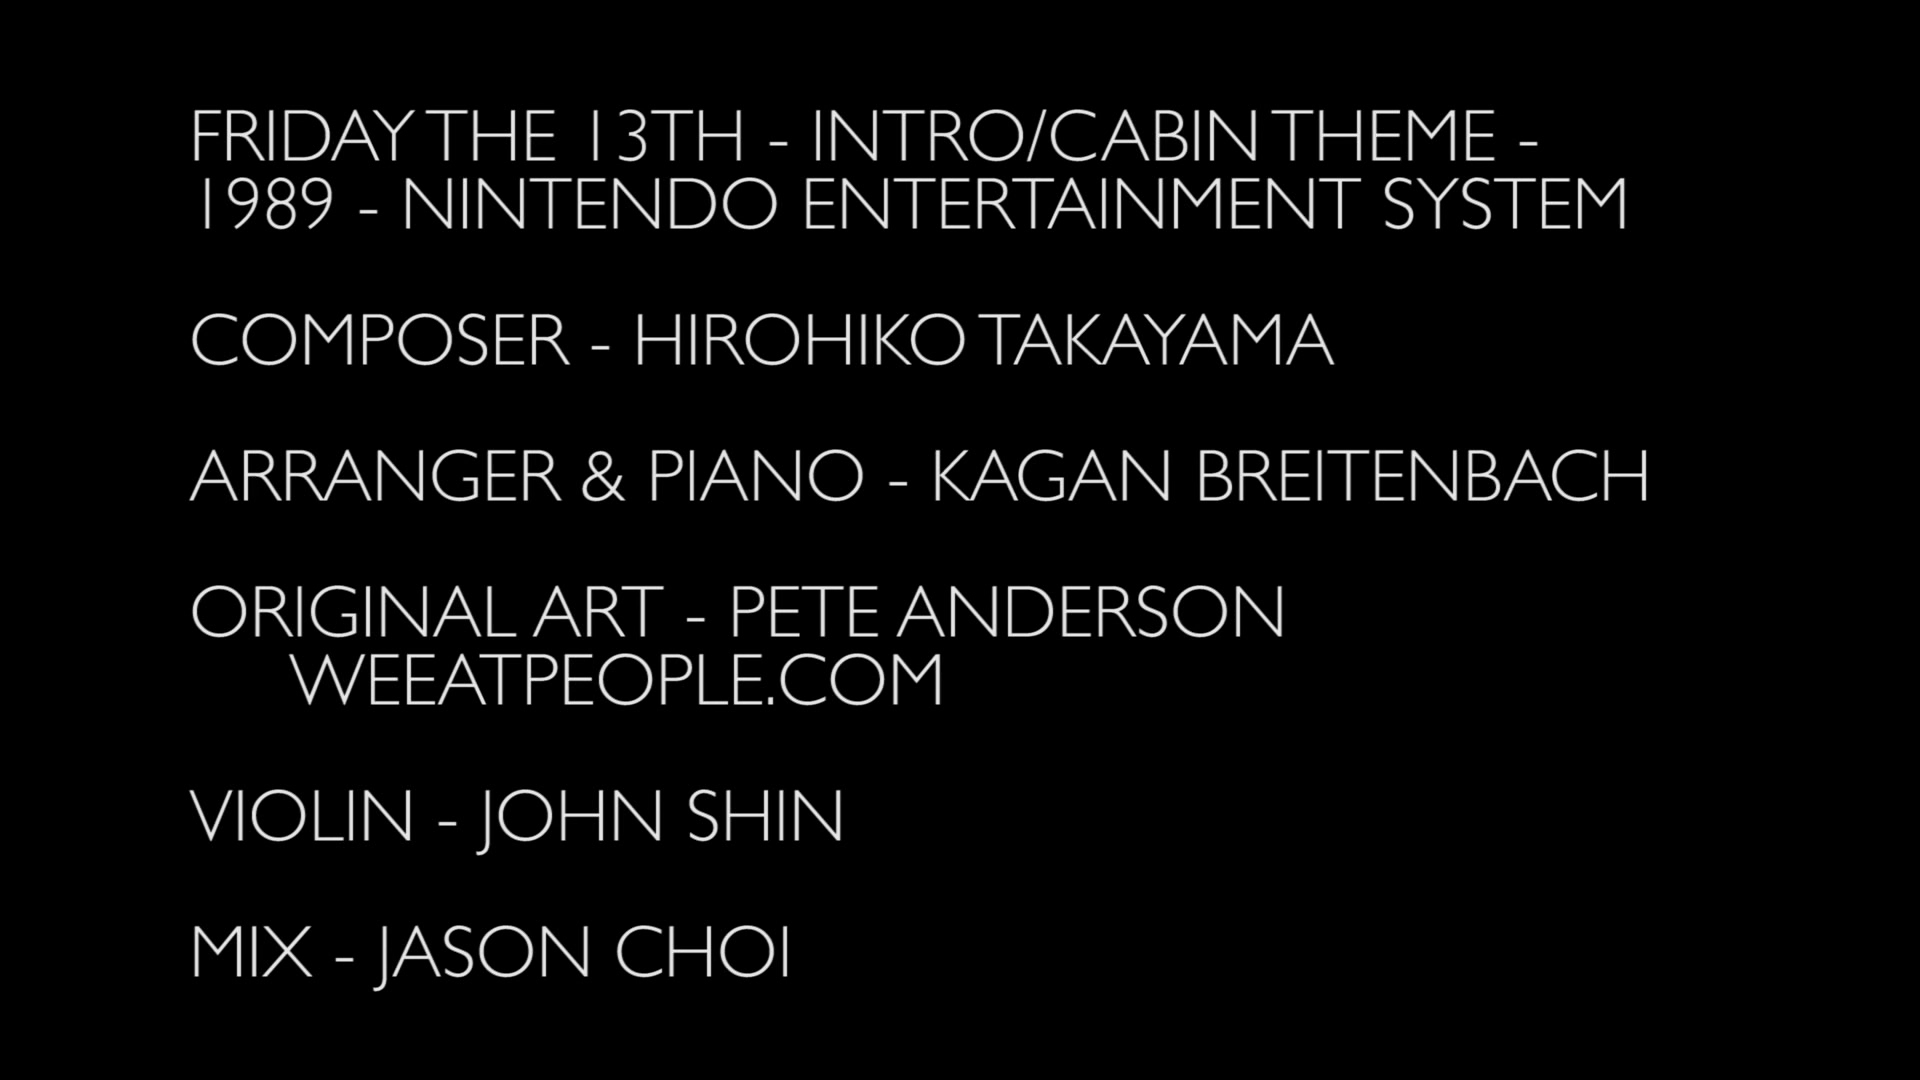 FRIDAY THE 13TH - INTRO/CABIN THEME -
1989 - NINTENDO ENTERTAINMENT SYSTEM
COMPOSER - HIROHIKO TAKAYAMA
ARRANGER & PIANO - KAGAN BREITENBACH
ORIGINAL ART - PETE ANDERSON
WEEATPEOPLE.COM
VIOLIN - JOHN SHIN
MIX - JASON CHOI